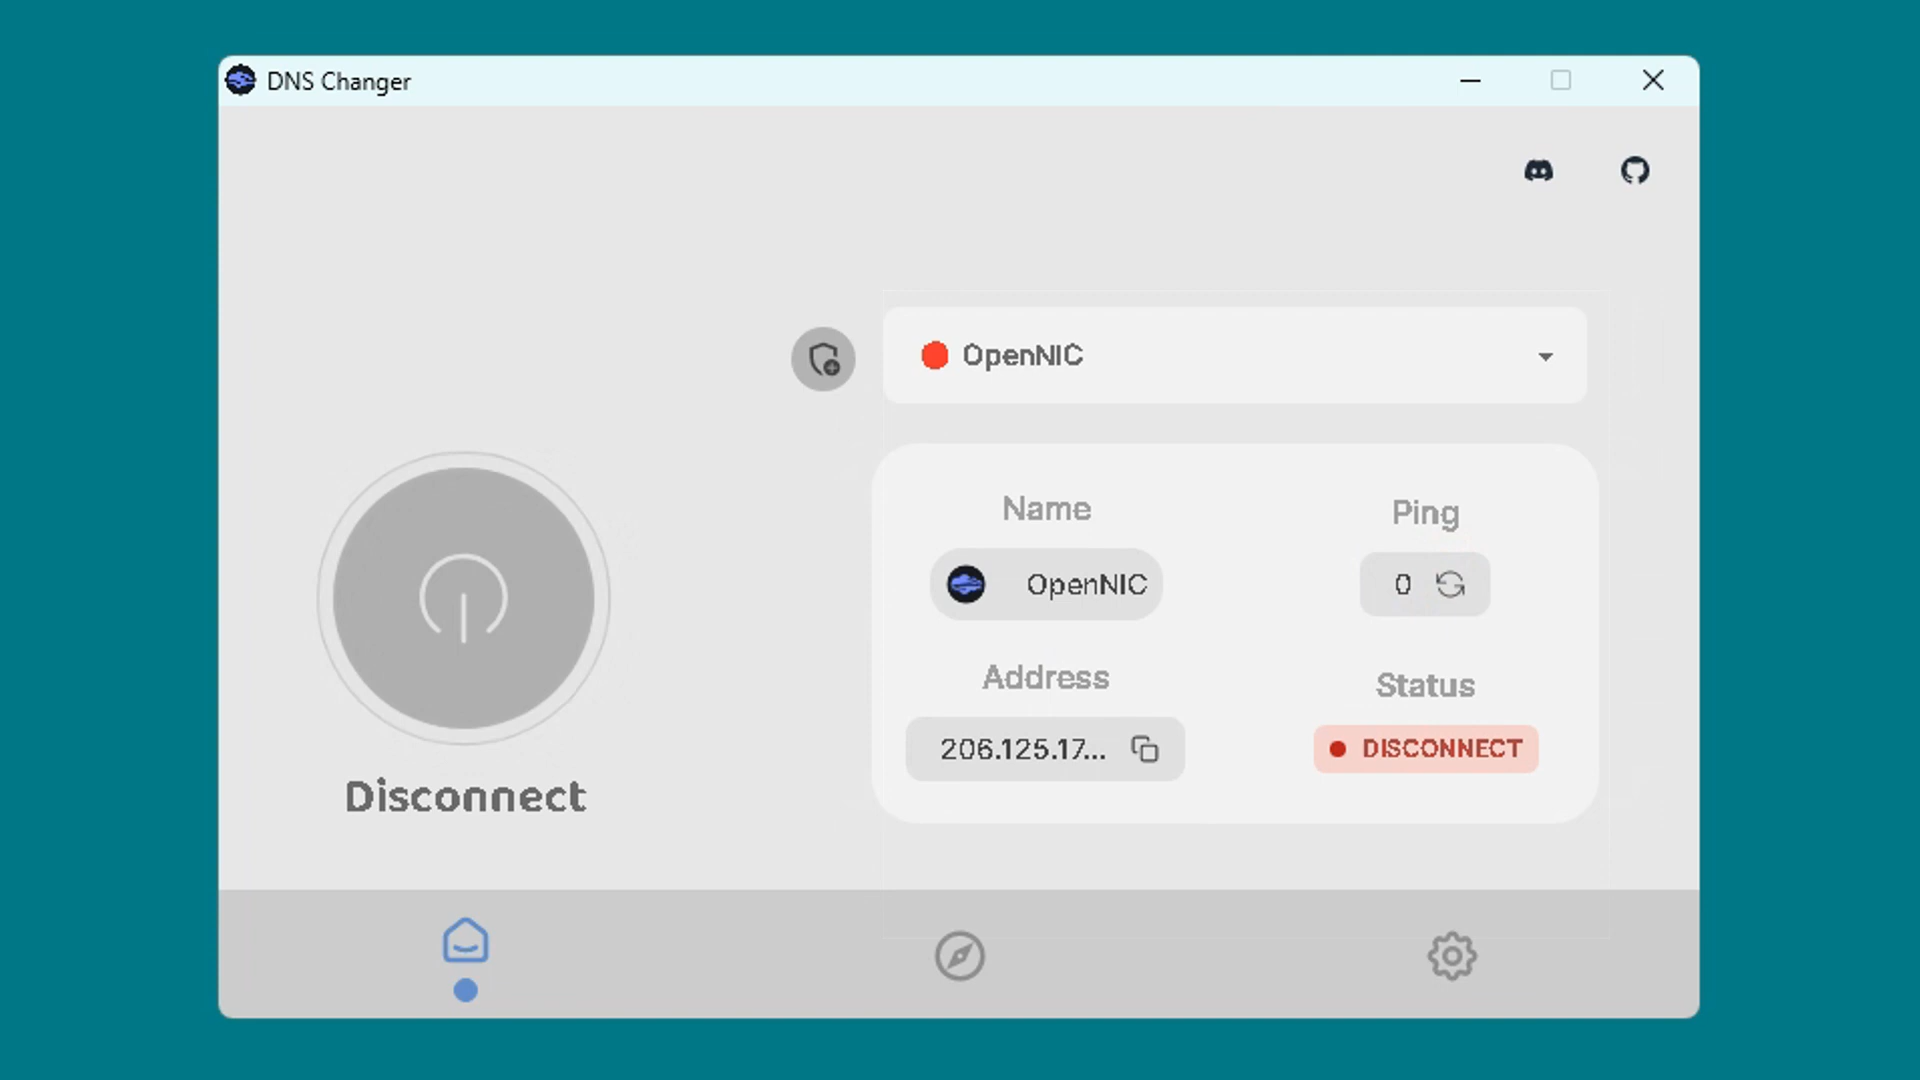 DNS Changer
OpenNIC
Name
Ping
OpenNIC
0
Address
Status
206.125.17...
DISCONNECT
Disconnect